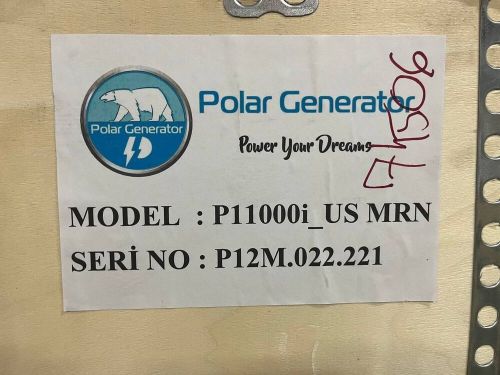 Polar Generator
Polar Generator
Power Your Dreams
MODEL : P11000i_US MRN
SERİ NO : P12M.022.221